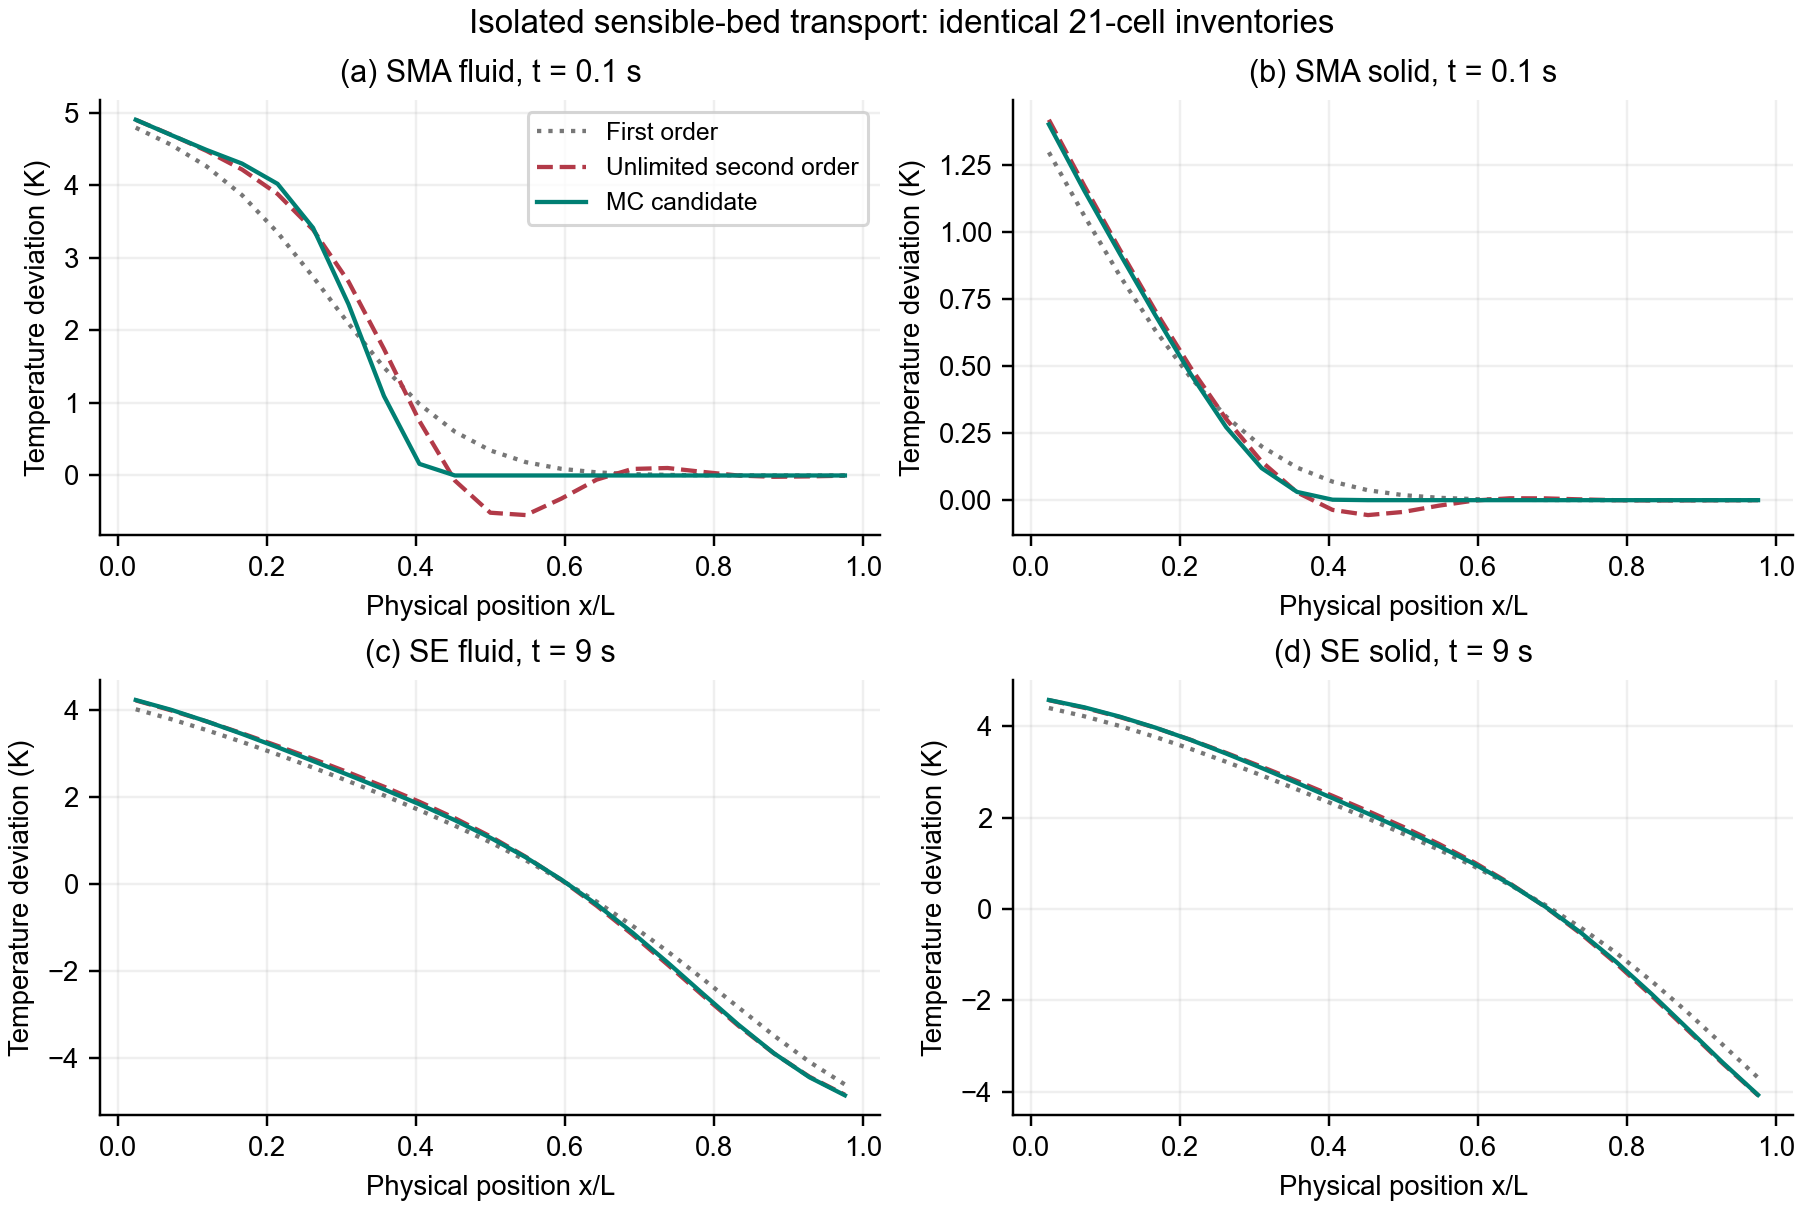 Isolated sensible-bed transport: identical 21-cell inventories
(a) SMA fluid, t = 0.1 s
Temperature deviation (K)
5
4
3
2
1
0
First order
Unlimited second order
MC candidate
0.0 0.2 0.4 0.6 0.8 1.0
Physical position x/L
(b) SMA solid, t = 0.1 s
Temperature deviation (K)
1.25
1.00
0.75
0.50
0.25
0.00
0.0 0.2 0.4 0.6 0.8 1.0
Physical position x/L
(c) SE fluid, t = 9 s
Temperature deviation (K)
4
2
0
−2
−4
0.0 0.2 0.4 0.6 0.8 1.0
Physical position x/L
(d) SE solid, t = 9 s
Temperature deviation (K)
4
2
0
−2
−4
0.0 0.2 0.4 0.6 0.8 1.0
Physical position x/L